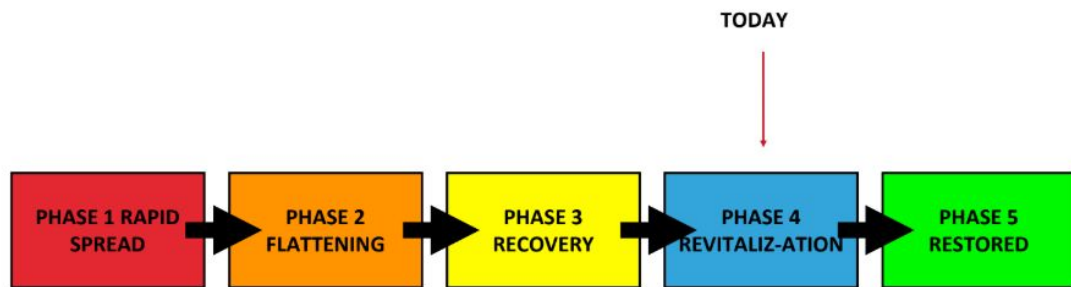 TODAY
PHASE 1 RAPID
SPREAD
PHASE 2
FLATTENING
PHASE 3
RECOVERY
PHASE 4
REVITALIZ-ATION
PHASE 5
RESTORED